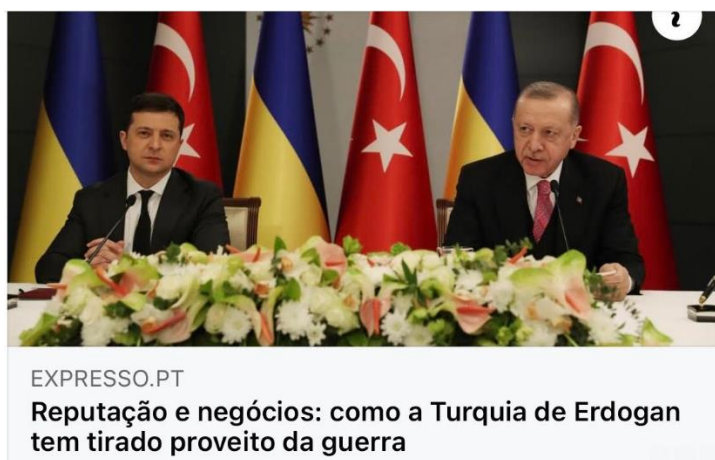 EXPRESSO.PT
Reputação e negócios: como a Turquia de Erdogan
tem tirado proveito da guerra